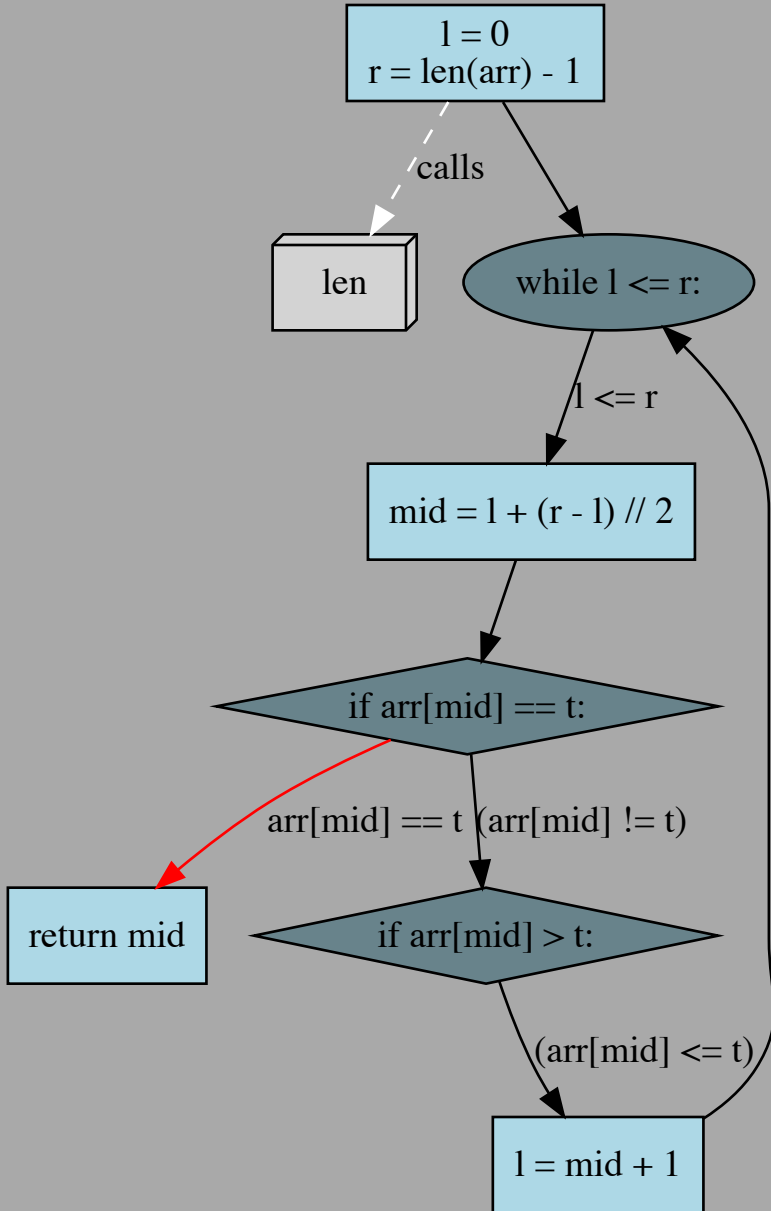 l = 0
r = len(arr) - 1
calls
len
while l <= r:
l <= r
mid = l + (r - l) // 2
if arr[mid] == t:
arr[mid] == t
(arr[mid] != t)
return mid
if arr[mid] > t:
(arr[mid] <= t)
l = mid + 1